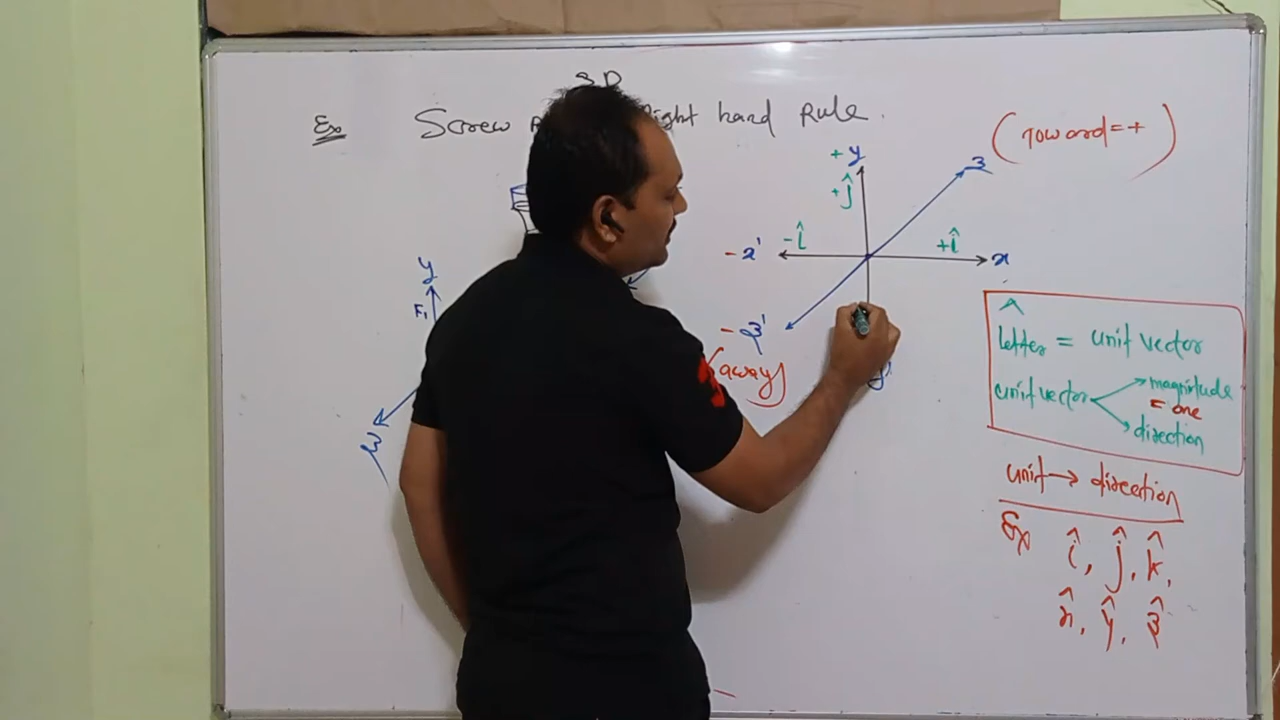 3D
Ex Screw ight hand Rule.
(Toward = +)
+ y
+ ĵ
3
- î
+ î
- x'
x
y
F₁
- 3'
(away)
y'
w
^
letter = unit vector
unit vector
magnitude
= one
direction
unit → direction
Ex î, ĵ, k̂,
x̂, ŷ, 3̂